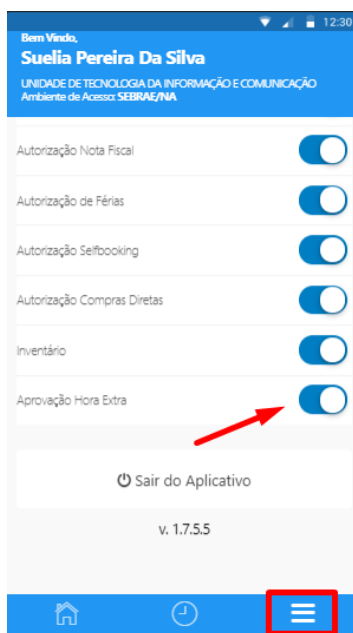 12:30
Bem Vindo,
Suelia Pereira Da Silva
UNIDADE DE TECNOLOGIA DA INFORMAÇÃO E COMUNICAÇÃO
Ambiente de Acesso: SEBRAE/NA
Autorização Nota Fiscal
Autorização de Férias
Autorização Selfbooking
Autorização Compras Diretas
Inventário
Aprovação Hora Extra
Sair do Aplicativo
v. 1.7.5.5